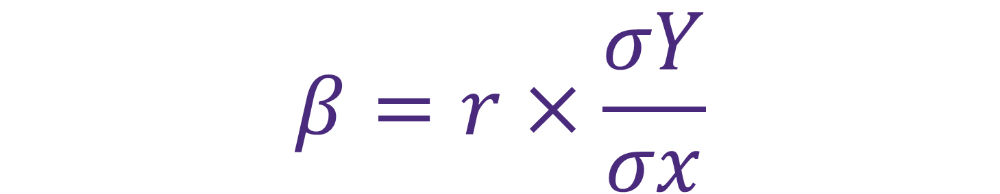 β = r × σY / σx